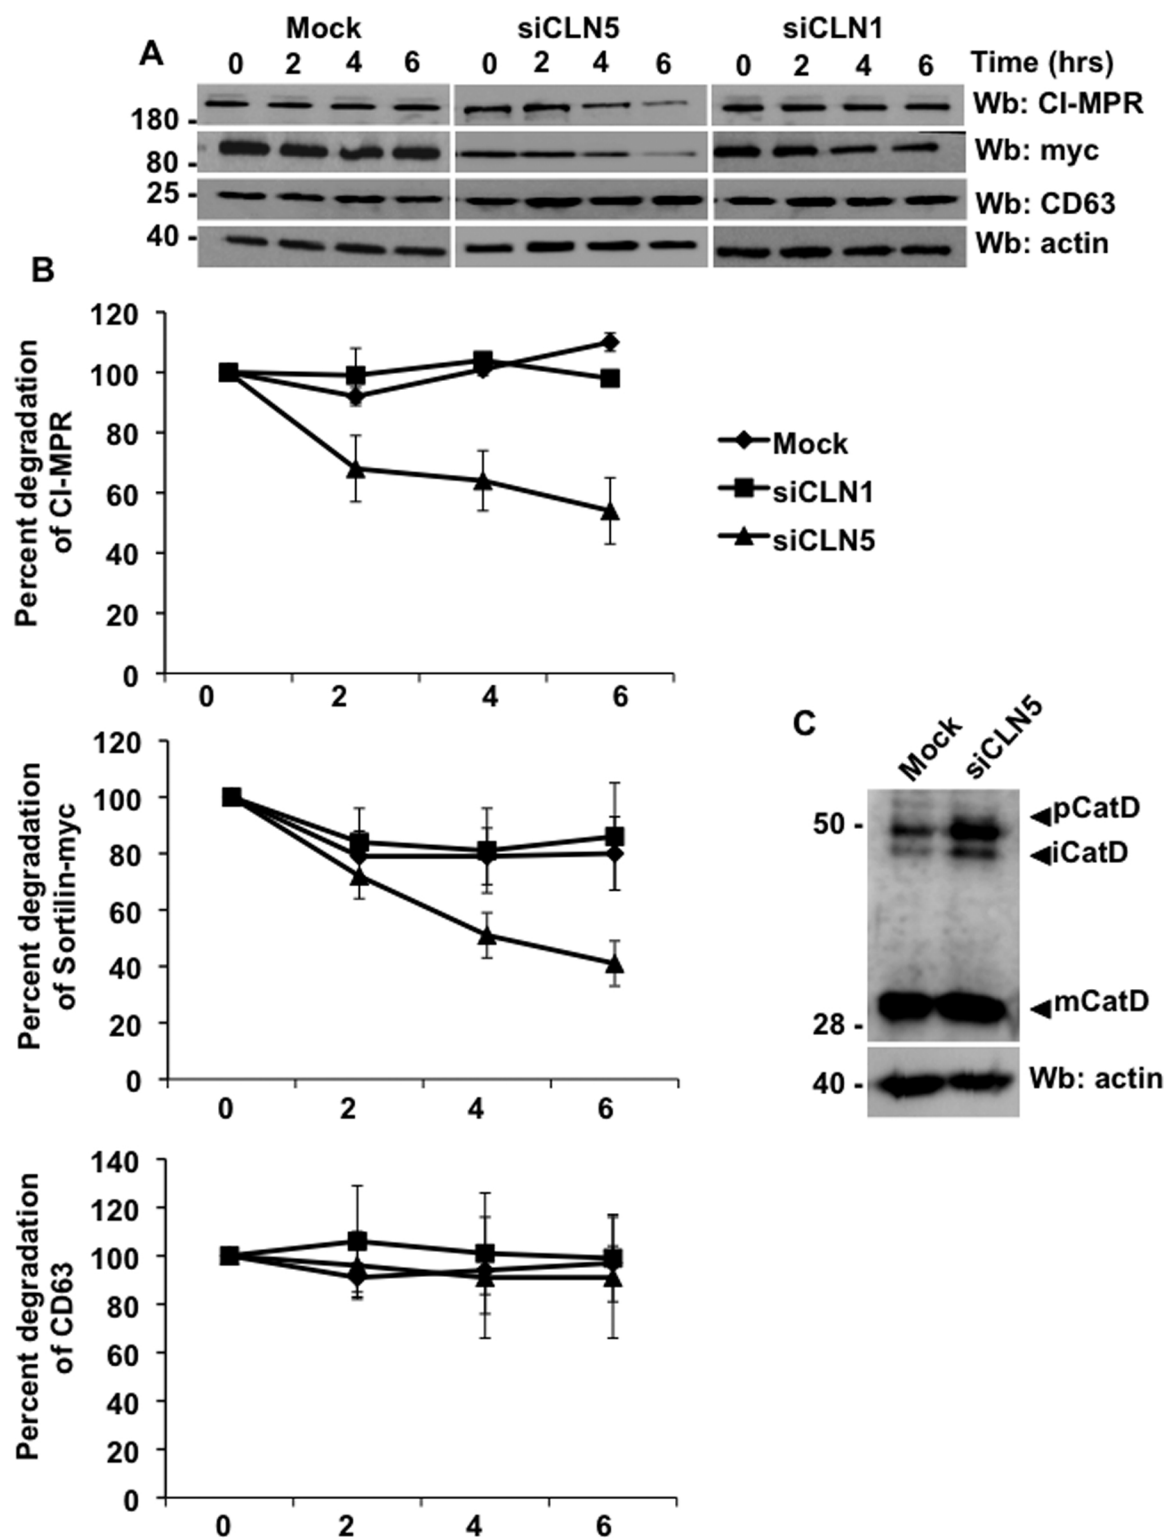 A
Mock siCLN5 siCLN1
0 2 4 6 0 2 4 6 0 2 4 6 Time (hrs)
180 - Wb: CI-MPR
80 - Wb: myc
25 - Wb: CD63
40 - Wb: actin
B
Percent degradation
of CI-MPR
120
100
80
60
40
20
0
0 2 4 6
Mock
siCLN1
siCLN5
Percent degradation
of Sortilin-myc
120
100
80
60
40
20
0
0 2 4 6
C
Mock siCLN5
50 - pCatD
iCatD
28 - mCatD
40 - Wb: actin
Percent degradation
of CD63
140
120
100
80
60
40
20
0
0 2 4 6